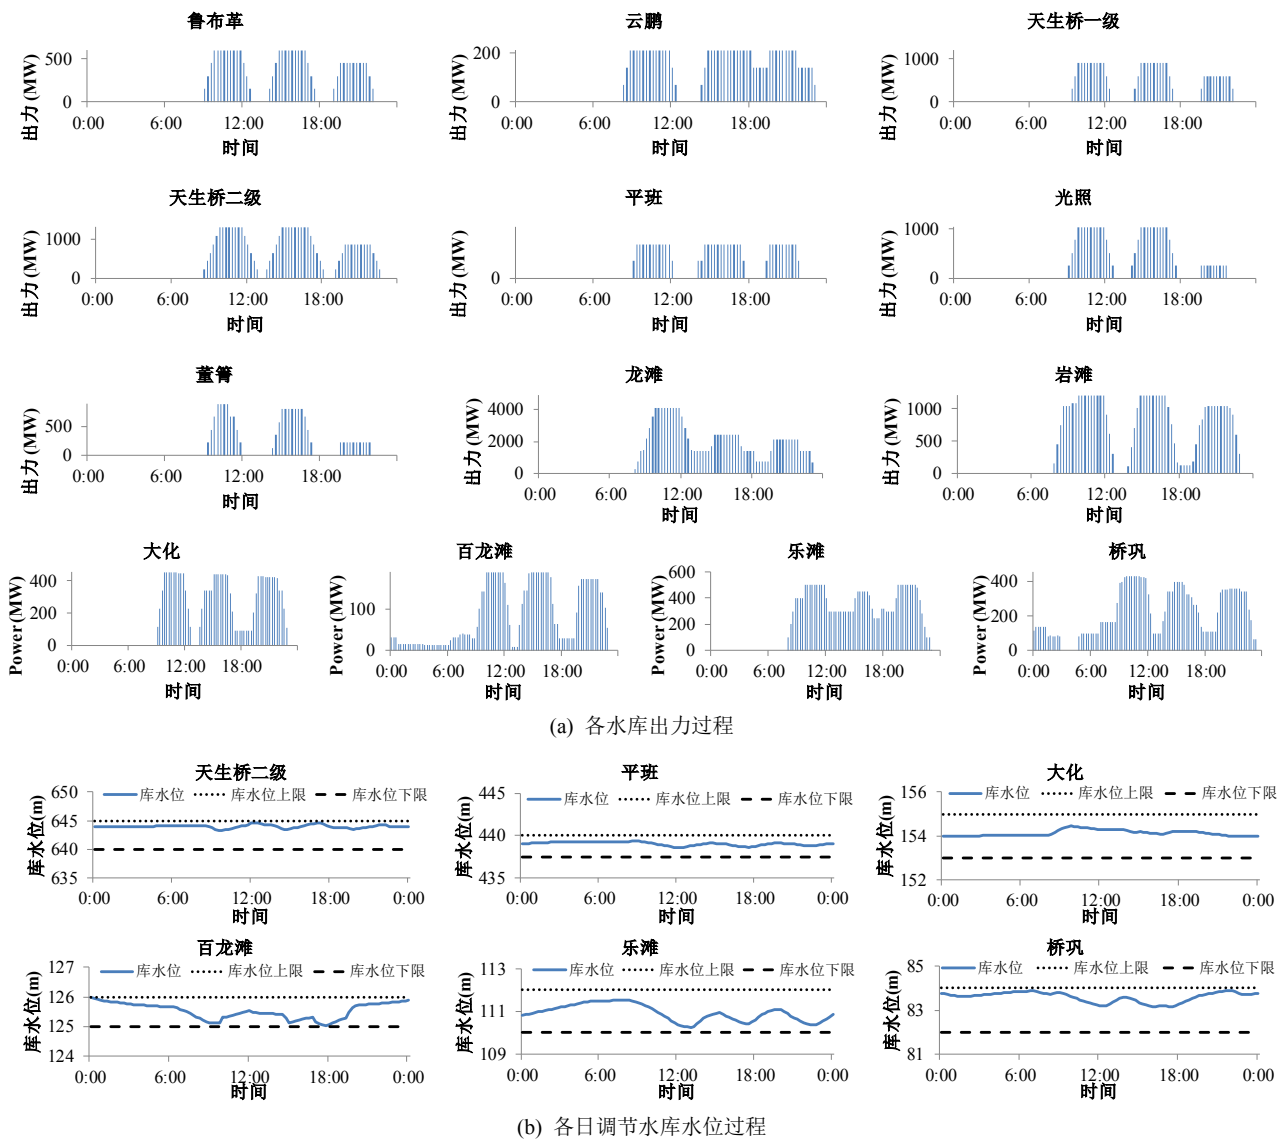 鲁布革 云鹏 天生桥一级
出力 (MW) 500 0 0:00 6:00 12:00 18:00 时间
出力 (MW) 200 0 0:00 6:00 12:00 18:00 时间
出力 (MW) 1000 0 0:00 6:00 12:00 18:00 时间
天生桥二级 平班 光照
出力 (MW) 1000 0 0:00 6:00 12:00 18:00 时间
出力 (MW) 0 0:00 6:00 12:00 18:00 时间
出力 (MW) 1000 0 0:00 6:00 12:00 18:00 时间
董箐 龙滩 岩滩
出力 (MW) 500 0 0:00 6:00 12:00 18:00 时间
出力 (MW) 4000 2000 0 0:00 6:00 12:00 18:00 时间
出力 (MW) 1000 500 0 0:00 6:00 12:00 18:00 时间
大化 百龙滩 乐滩 桥巩
Power (MW) 400 200 0 0:00 6:00 12:00 18:00 时间
Power (MW) 100 0 0:00 6:00 12:00 18:00 时间
Power (MW) 600 400 200 0 0:00 6:00 12:00 18:00 时间
Power (MW) 400 200 0 0:00 6:00 12:00 18:00 时间
(a) 各水库出力过程
天生桥二级 平班 大化
库水位(m) 650 645 640 635 库水位 库水位上限 库水位下限 0:00 6:00 12:00 18:00 0:00 时间
库水位(m) 445 440 435 库水位 库水位上限 库水位下限 0:00 6:00 12:00 18:00 0:00 时间
库水位(m) 156 154 152 库水位 库水位上限 库水位下限 0:00 6:00 12:00 18:00 0:00 时间
百龙滩 乐滩 桥巩
库水位(m) 127 126 125 124 库水位 库水位上限 库水位下限 0:00 6:00 12:00 18:00 0:00 时间
库水位(m) 113 111 109 库水位 库水位上限 库水位下限 0:00 6:00 12:00 18:00 0:00 时间
库水位(m) 85 83 81 库水位 库水位上限 库水位下限 0:00 6:00 12:00 18:00 0:00 时间
(b) 各日调节水库水位过程